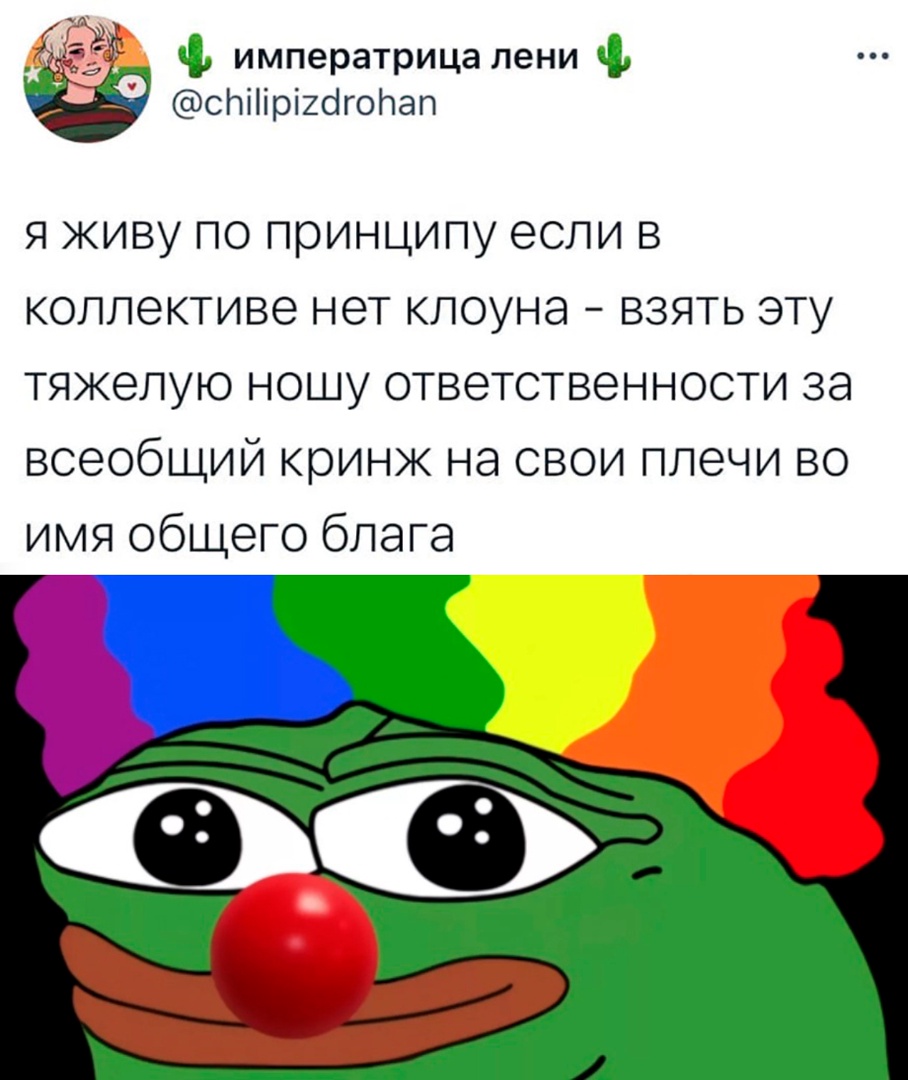 🌵 императрица лени 🌵
@chilipizdrohan
я живу по принципу если в
коллективе нет клоуна - взять эту
тяжелую ношу ответственности за
всеобщий кринж на свои плечи во
имя общего блага